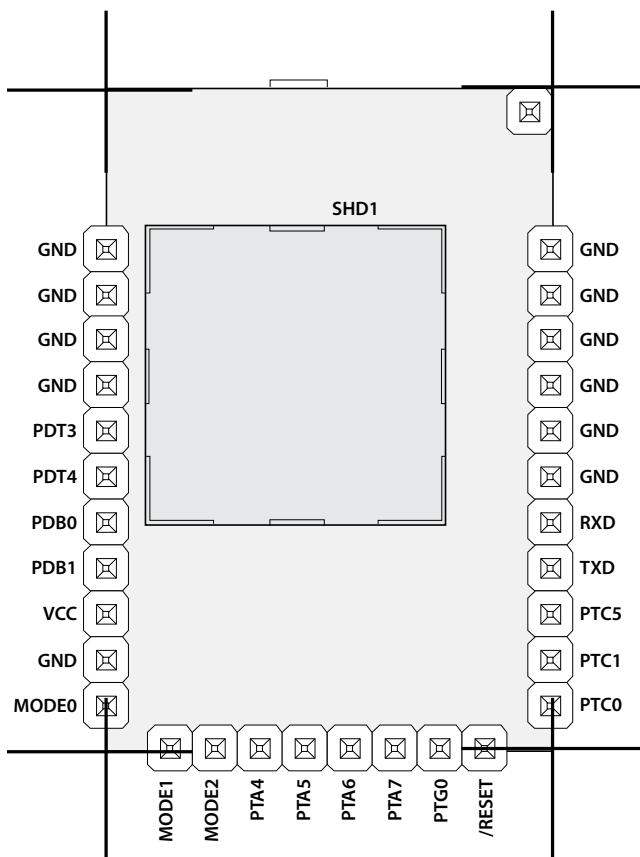 SHD1
GND
GND
GND
GND
PDT3
PDT4
PDB0
PDB1
VCC
GND
MODE0
GND
GND
GND
GND
GND
GND
RXD
TXD
PTC5
PTC1
PTC0
MODE1
MODE2
PTA4
PTA5
PTA6
PTA7
PTG0
/RESET